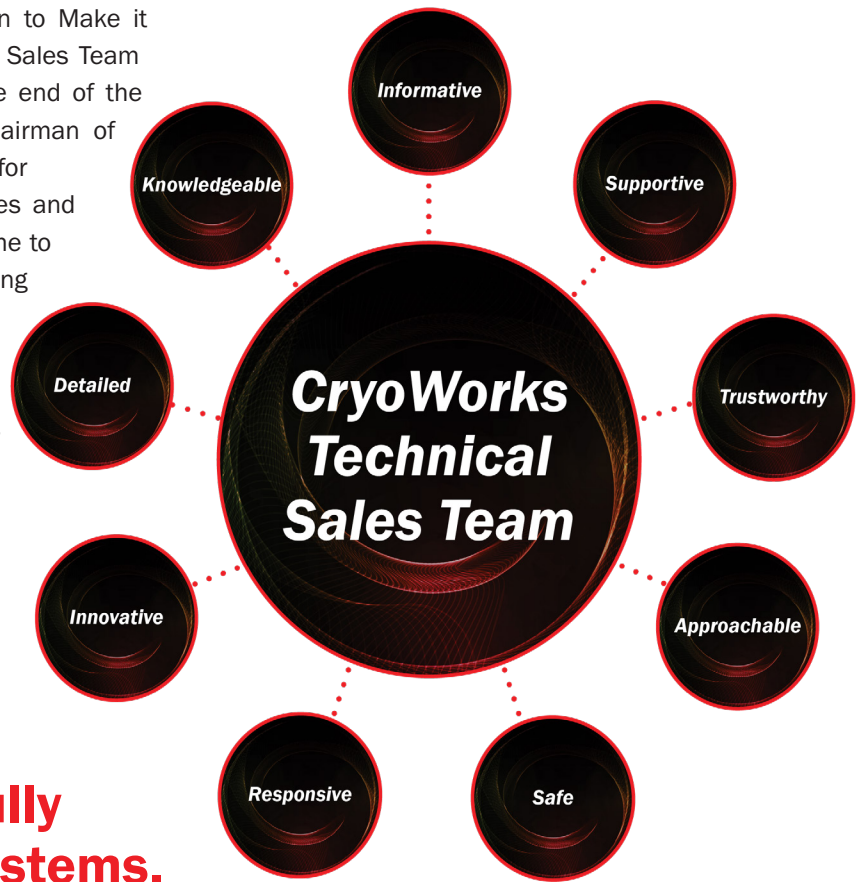 n to Make it
Sales Team
e end of the
airman of
for
es and
ne to
ng
Informative
Knowledgeable
Supportive
Detailed
CryoWorks
Technical
Sales Team
Trustworthy
Innovative
Approachable
Responsive
Safe
ully
stems.